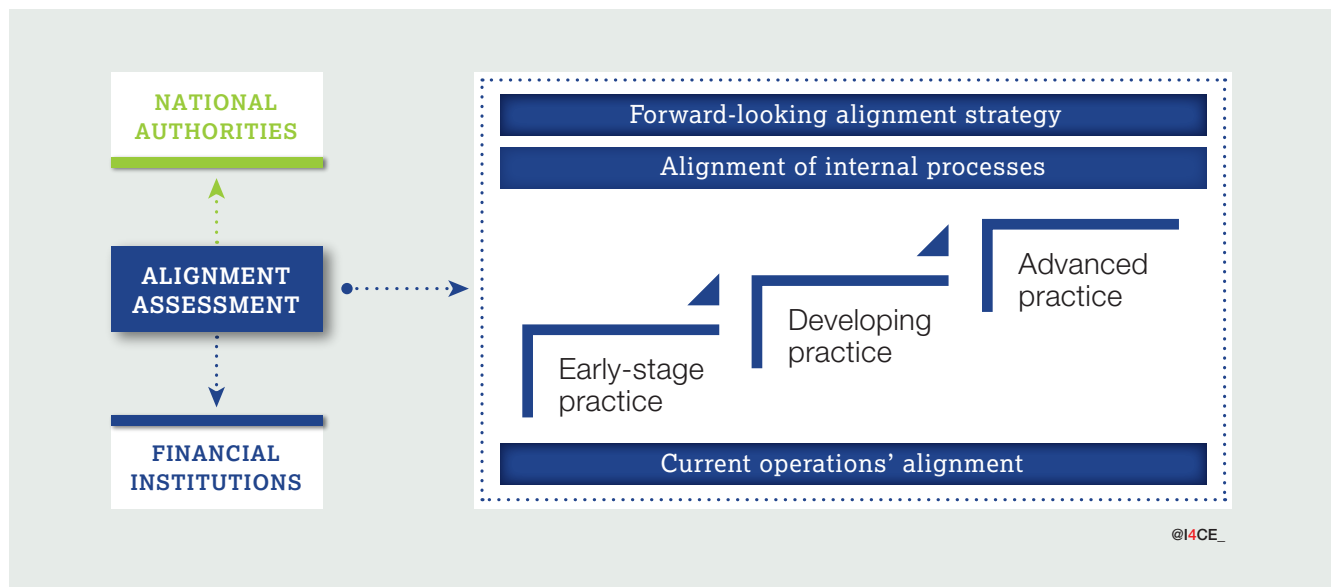 NATIONAL
AUTHORITIES
ALIGNMENT
ASSESSMENT
FINANCIAL
INSTITUTIONS
Forward-looking alignment strategy
Alignment of internal processes
Early-stage
practice
Developing
practice
Advanced
practice
Current operations’ alignment
@I4CE_